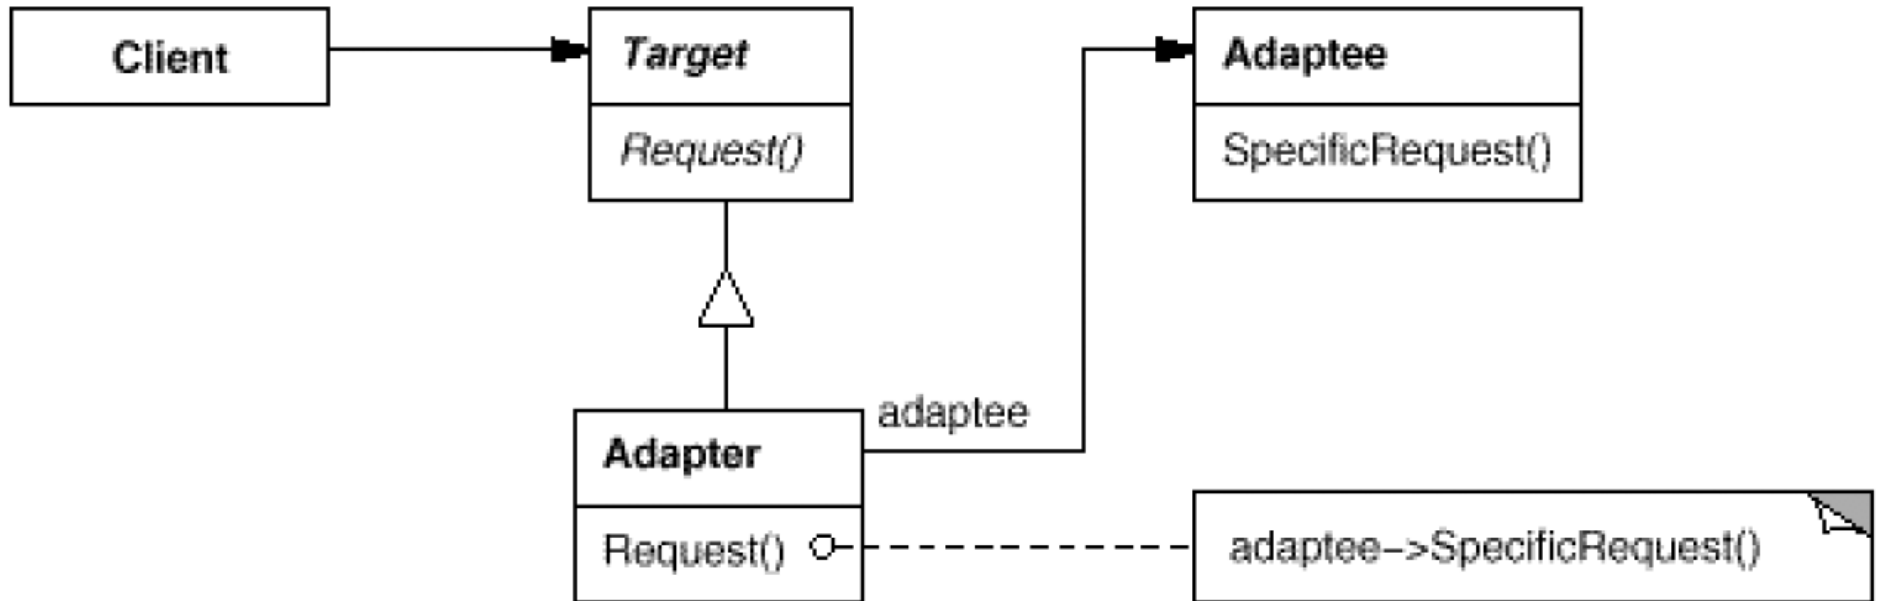 Client
Target
Request()
Adaptee
SpecificRequest()
adaptee
Adapter
Request()
adaptee−>SpecificRequest()